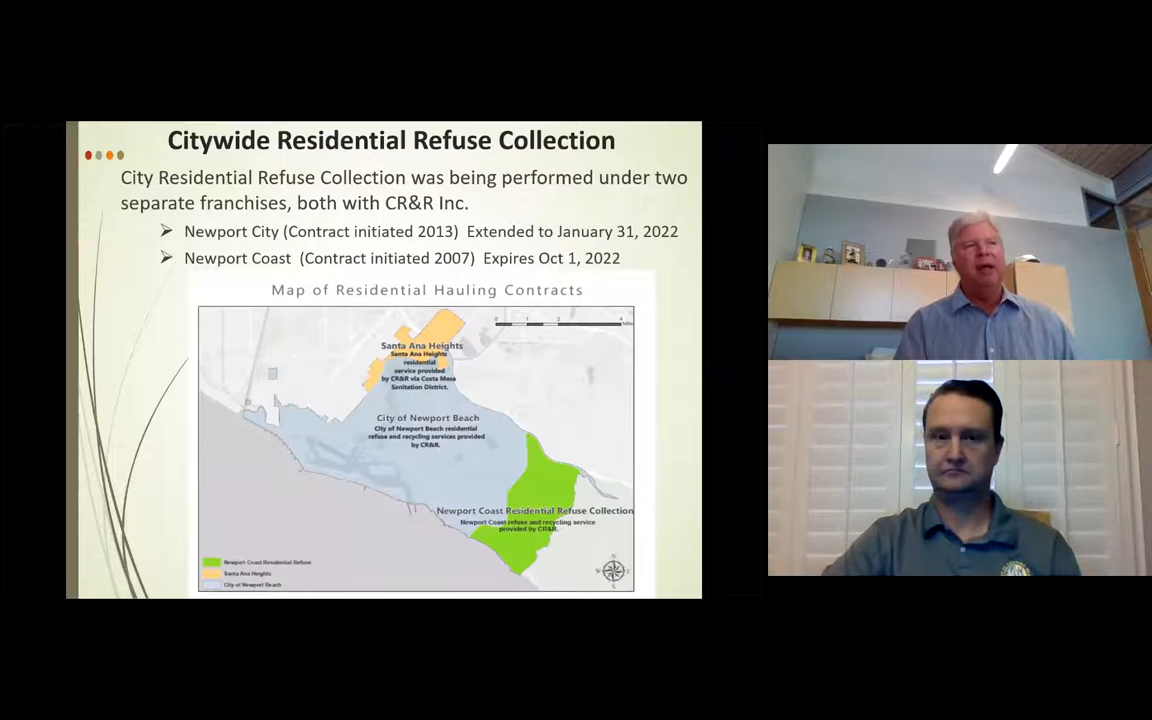 Citywide Residential Refuse Collection
City Residential Refuse Collection was being performed under two
separate franchises, both with CR&R Inc.
Newport City (Contract initiated 2013) Extended to January 31, 2022
Newport Coast (Contract initiated 2007) Expires Oct 1, 2022
Map of Residential Hauling Contracts
0 1 2 4
Miles
Santa Ana Heights
Santa Ana Heights
residential
service provided
by CR&R via Costa Mesa
Sanitation District.
City of Newport Beach
City of Newport Beach residential
refuse and recycling services provided
by CR&R.
Newport Coast Residential Refuse Collection
Newport Coast refuse and recycling service
provided by CR&R.
Newport Coast Residential Refuse
Santa Ana Heights
City of Newport Beach
N
W E
S